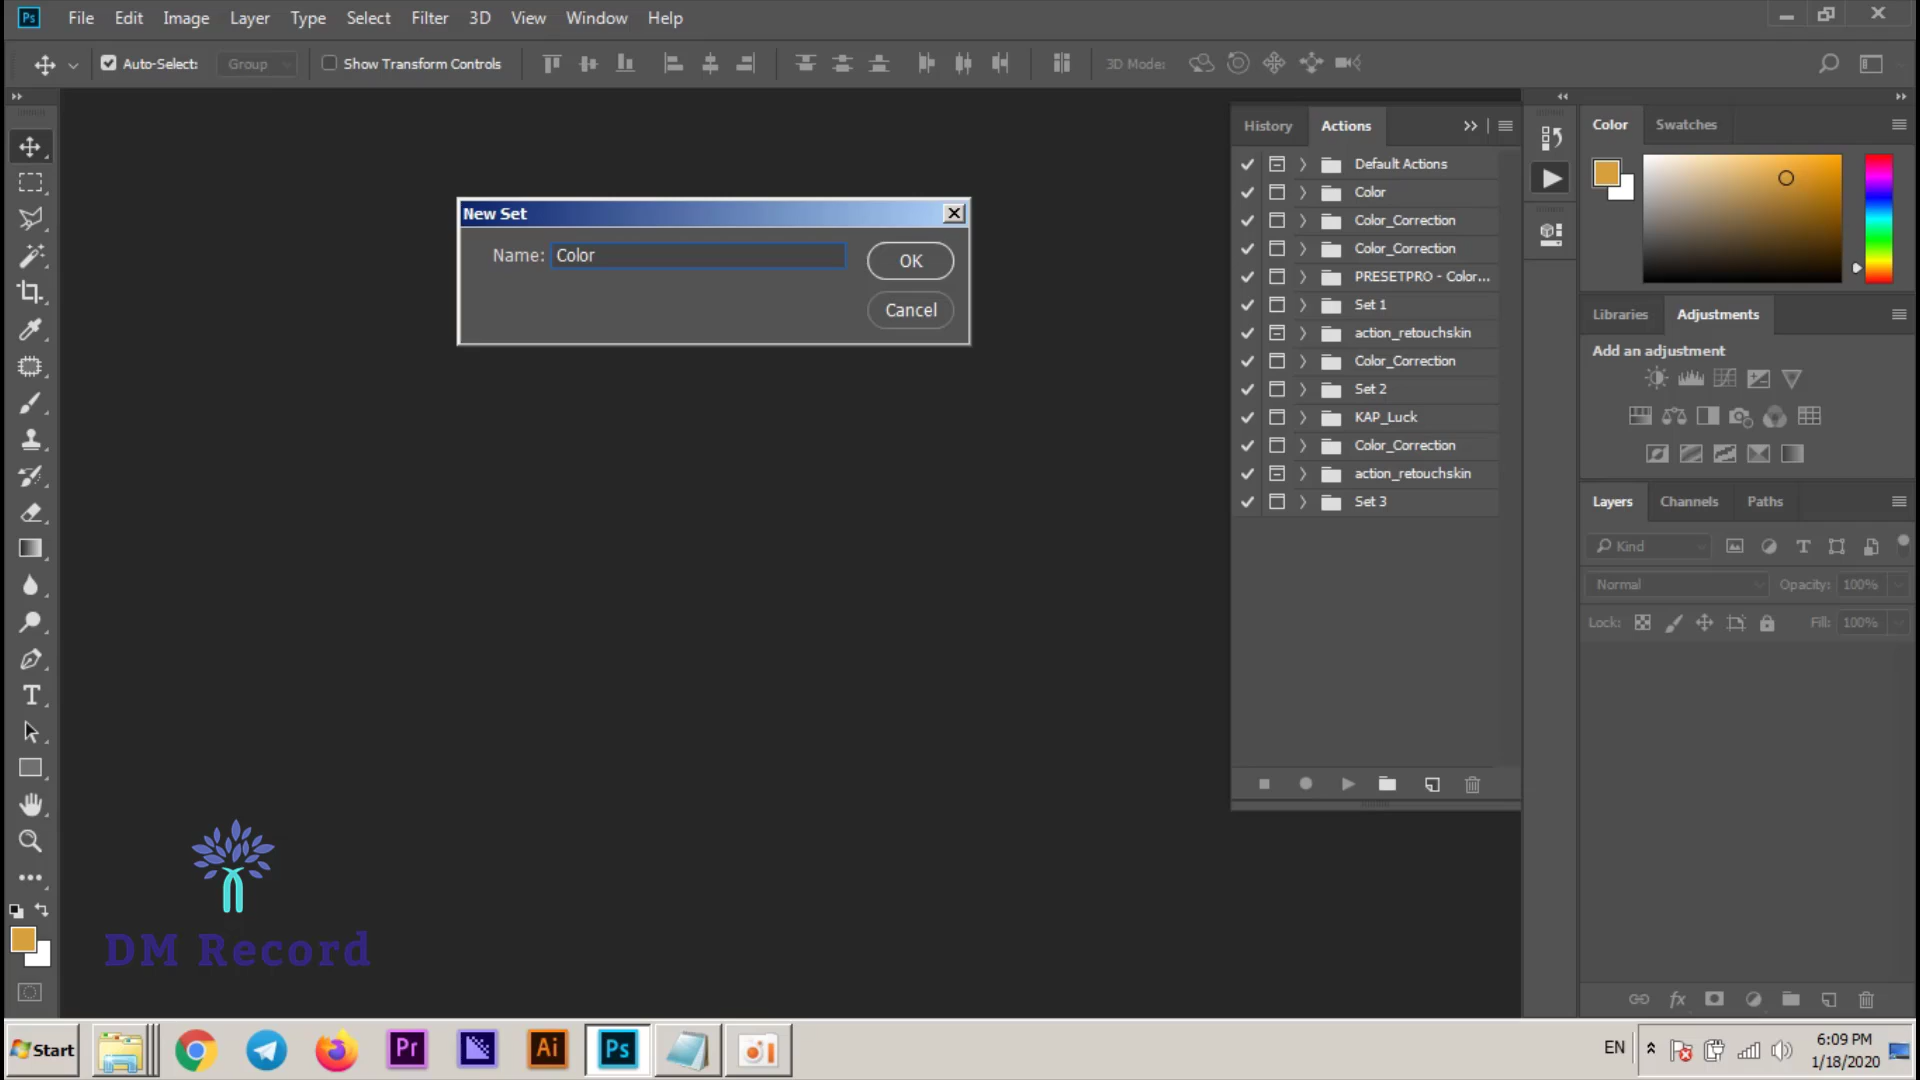 Ps File Edit Image Layer Type Select Filter 3D View Window Help
Auto-Select: Group Show Transform Controls 3D Mode:
History Actions
Color Swatches
Default Actions
Color
Color_Correction
Color_Correction
PRESETPRO - Color...
Set 1
action_retouchskin
Color_Correction
Set 2
KAP_Luck
Color_Correction
action_retouchskin
Set 3
New Set
Name: Color
OK
Cancel
Libraries Adjustments
Add an adjustment
Layers Channels Paths
Kind
Normal Opacity: 100%
Lock: Fill: 100%
fx
DM Record
Start Pr Ai Ps EN 6:09 PM
1/18/2020